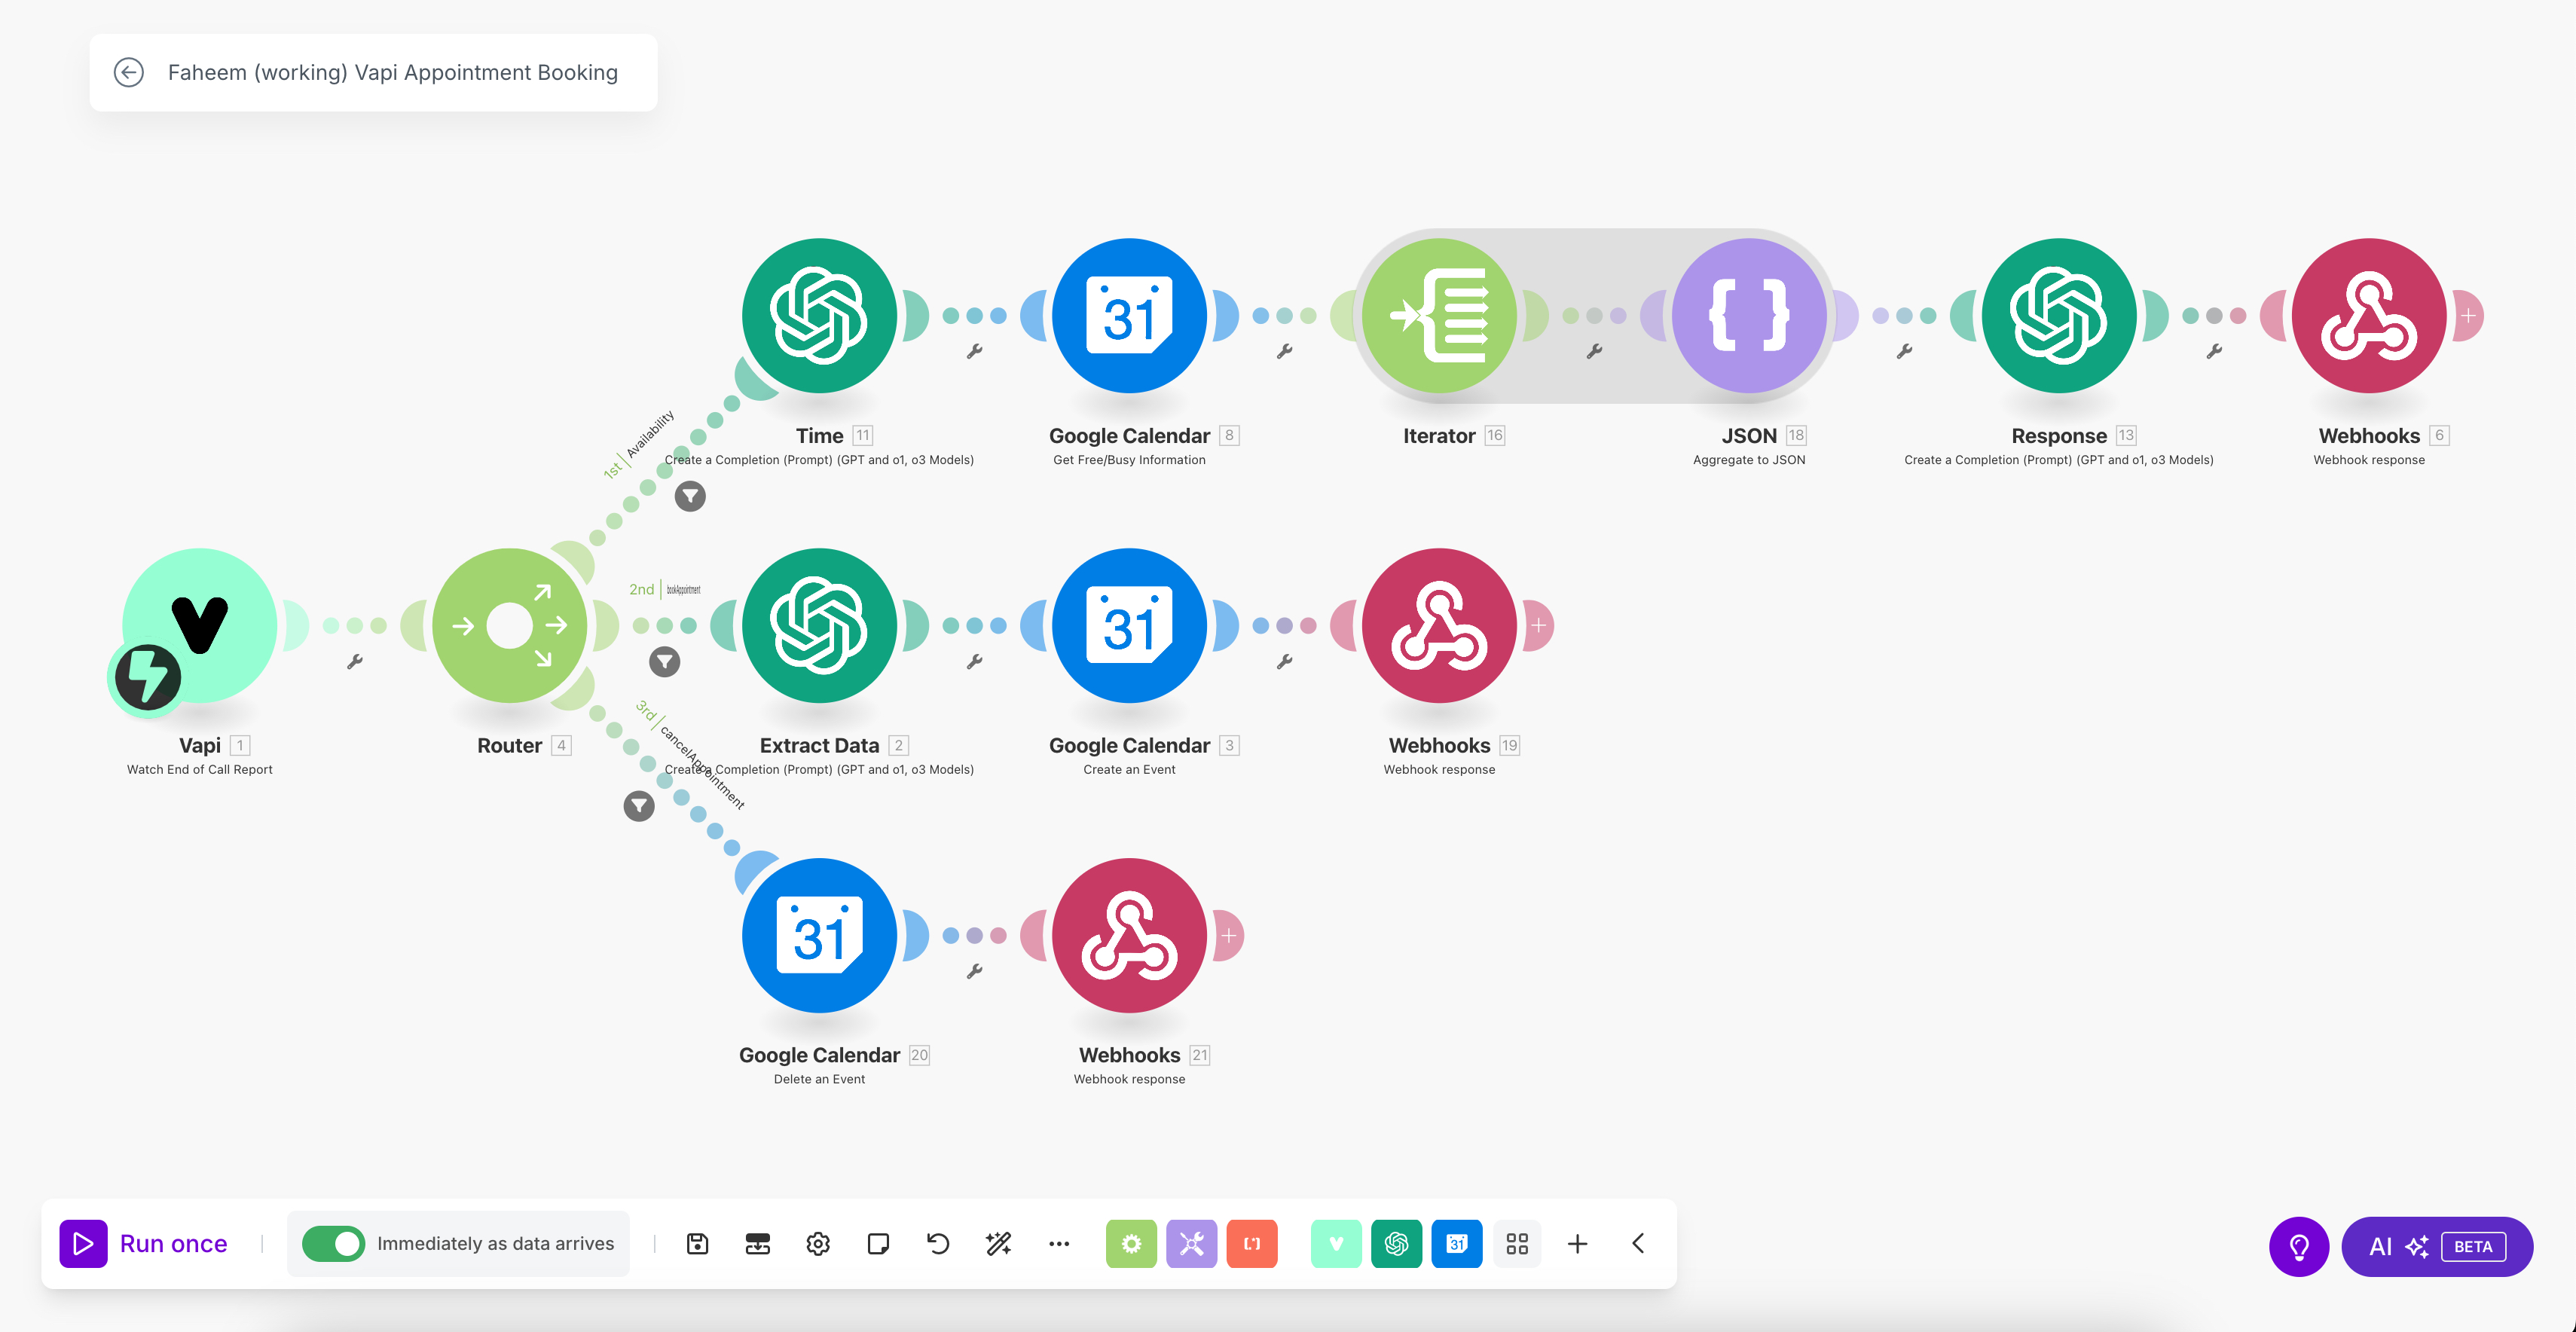 Faheem (working) Vapi Appointment Booking
1st | Availability
Time 11
Create a Completion (Prompt) (GPT and o1, o3 Models)
31
Google Calendar 8
Get Free/Busy Information
Iterator 16
JSON 18
Aggregate to JSON
Response 13
Create a Completion (Prompt) (GPT and o1, o3 Models)
Webhooks 6
Webhook response
Vapi 1
Watch End of Call Report
Router 4
2nd | bookAppointment
Extract Data 2
Create a Completion (Prompt) (GPT and o1, o3 Models)
31
Google Calendar 3
Create an Event
Webhooks 19
Webhook response
3rd | cancelAppointment
31
Google Calendar 20
Delete an Event
Webhooks 21
Webhook response
Run once
Immediately as data arrives
31
AI BETA